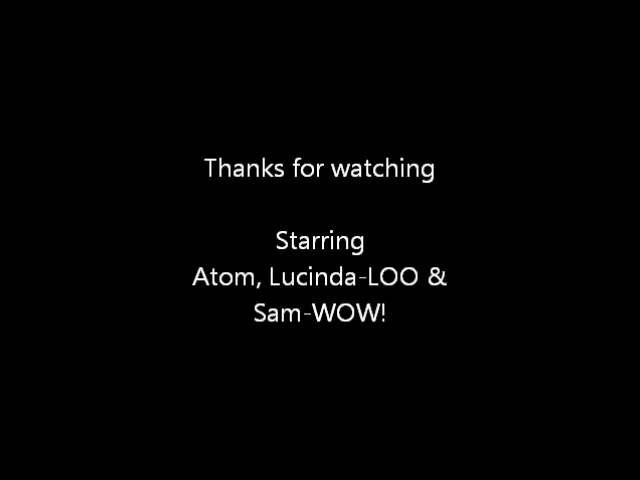 Thanks for watching
Starring
Atom, Lucinda-LOO &
Sam-WOW!